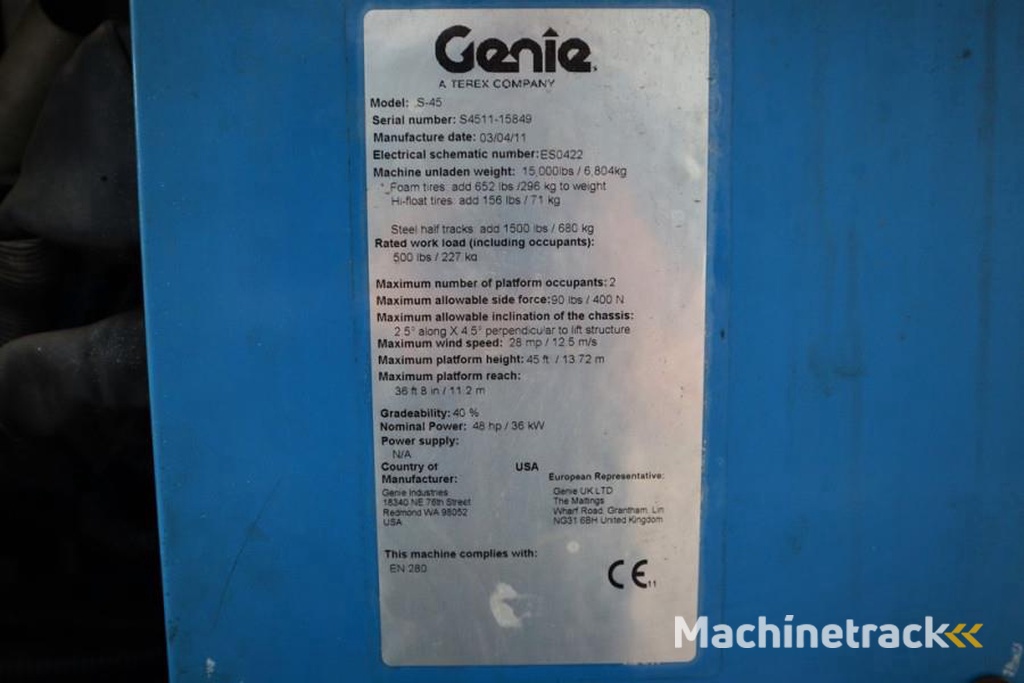 Genie
A TEREX COMPANY
Model: S-45
Serial number: S4511-15849
Manufacture date: 03/04/11
Electrical schematic number: ES0422
Machine unladen weight: 15,000lbs / 6,804kg
*_Foam tires: add 652 lbs /296 kg to weight
Hi-float tires: add 156 lbs / 71 kg
Steel half tracks: add 1500 lbs / 680 kg
Rated work load (including occupants):
500 lbs / 227 kg
Maximum number of platform occupants: 2
Maximum allowable side force: 90 lbs / 400 N
Maximum allowable inclination of the chassis:
2.5° along X 4.5° perpendicular to lift structure
Maximum wind speed: 28 mp / 12.5 m/s
Maximum platform height: 45 ft / 13.72 m
Maximum platform reach:
36 ft 8 in / 11.2 m
Gradeability: 40 %
Nominal Power: 48 hp / 36 kW
Power supply:
N/A
Country of Manufacturer: USA
Genie Industries
18340 NE 76th Street
Redmond WA 98052
USA
European Representative:
Genie UK LTD
The Maltings
Wharf Road, Grantham, Lin
NG31 6BH United Kingdom
This machine complies with:
EN 280
CE 11
Machinetrack